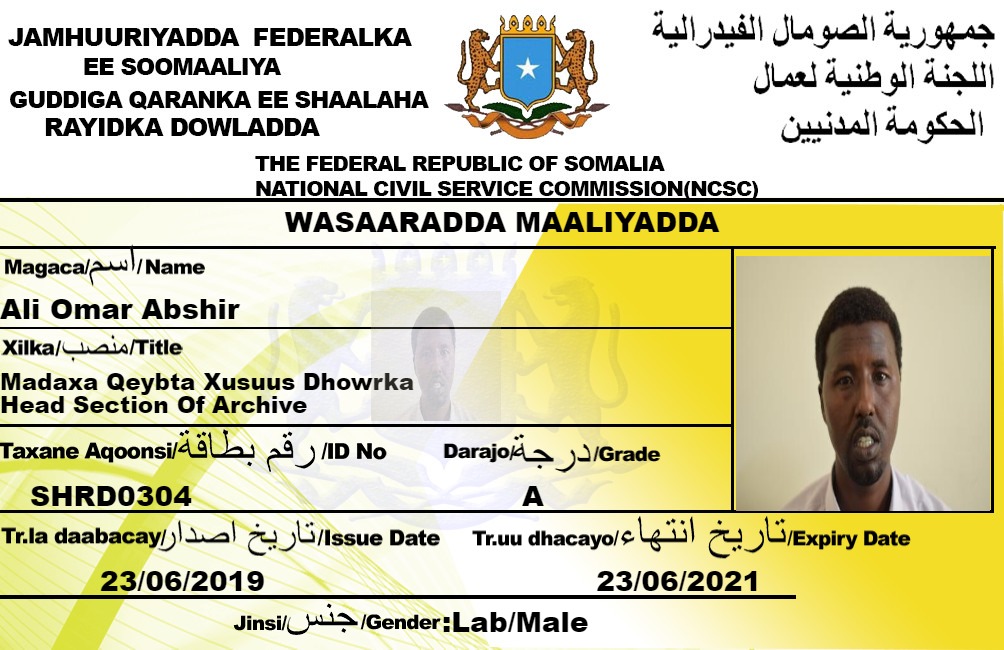 JAMHUURIYADDA FEDERALKA
EE SOOMAALIYA
GUDDIGA QARANKA EE SHAALAHA
RAYIDKA DOWLADDA
جمهورية الصومال الفيدرالية
اللجنة الوطنية لعمال
الحكومة المدنيين
THE FEDERAL REPUBLIC OF SOMALIA
NATIONAL CIVIL SERVICE COMMISSION(NCSC)
WASAARADDA MAALIYADDA
Magaca/اسم/Name
Ali Omar Abshir
Xilka/منصب/Title
Madaxa Qeybta Xusuus Dhowrka
Head Section Of Archive
Taxane Aqoonsi/رقم بطاقة/ID No Darajo/درجة/Grade
SHRD0304 A
Tr.la daabacay/تاريخ اصدار/Issue Date Tr.uu dhacayo/تاريخ انتهاء/Expiry Date
23/06/2019 23/06/2021
Jinsi/جنس/Gender:Lab/Male